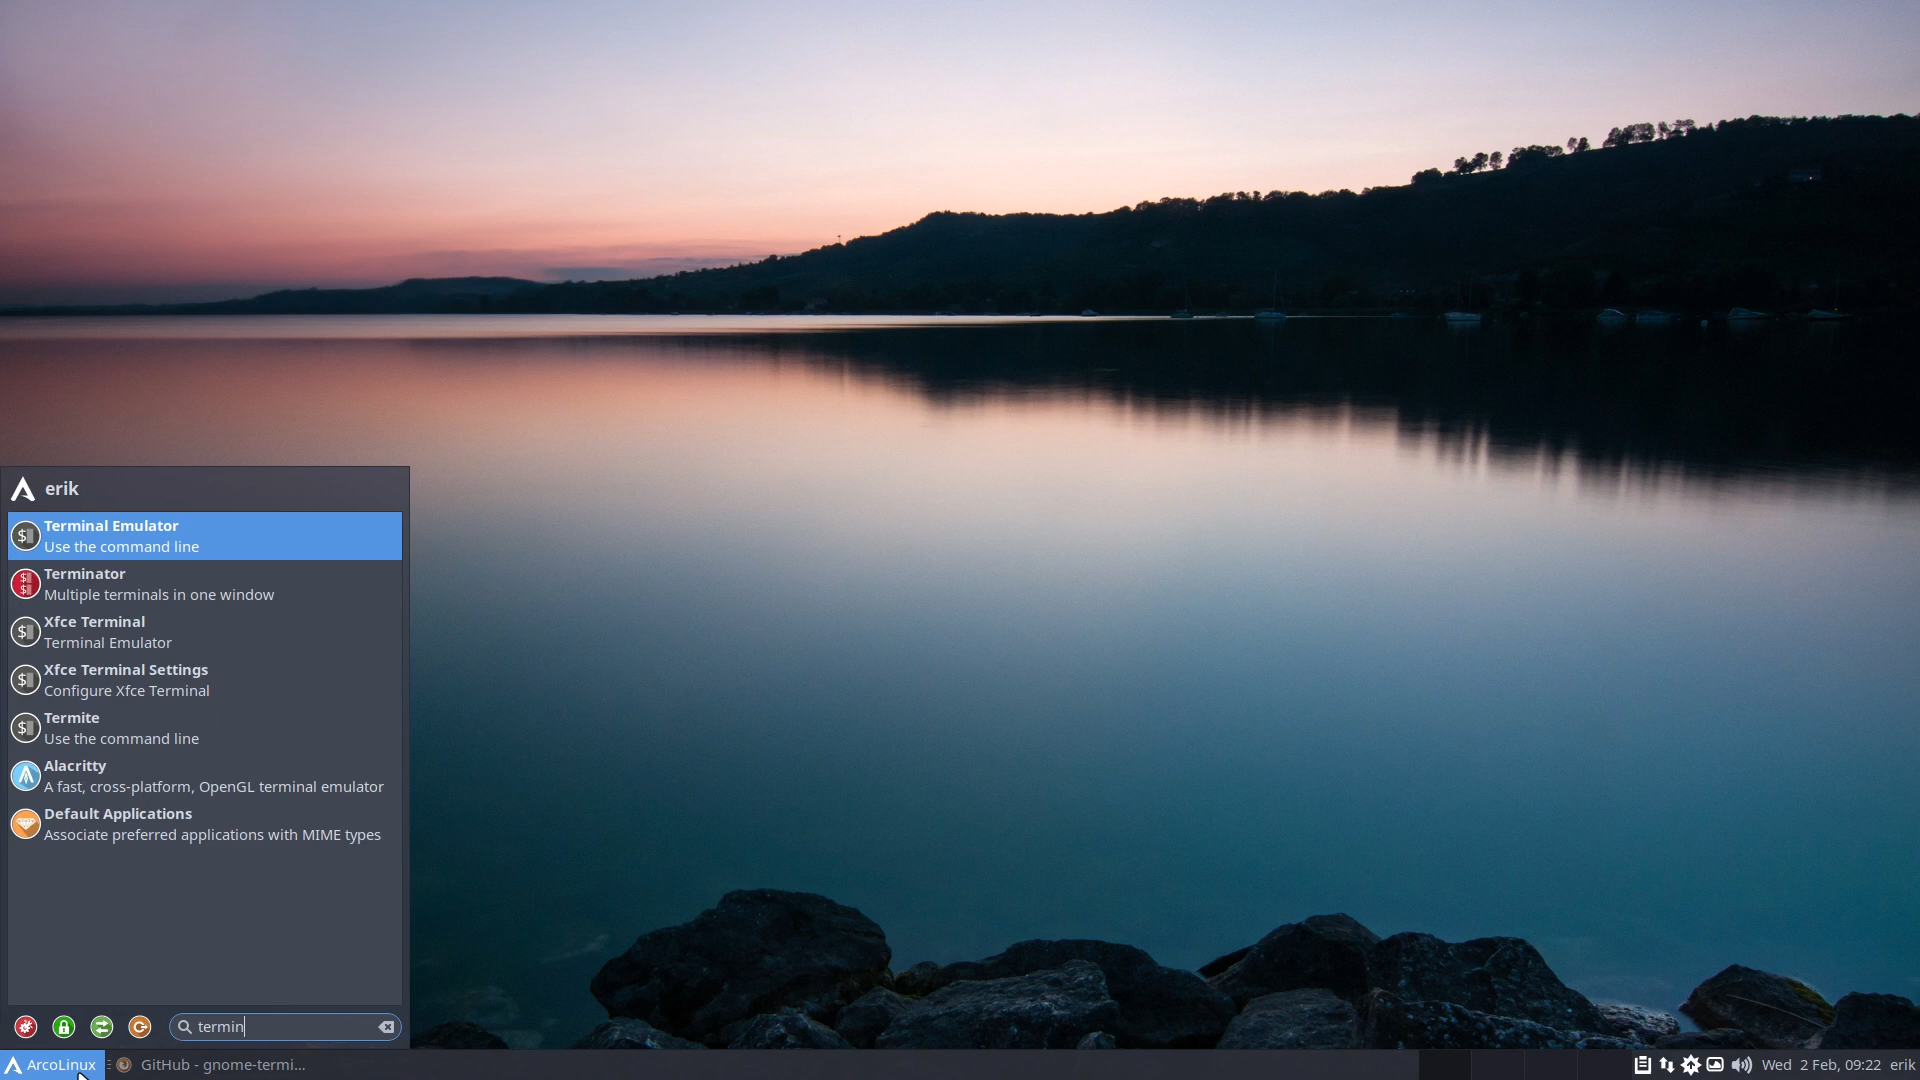 erik
Terminal Emulator
Use the command line
Terminator
Multiple terminals in one window
Xfce Terminal
Terminal Emulator
Xfce Terminal Settings
Configure Xfce Terminal
Termite
Use the command line
Alacritty
A fast, cross-platform, OpenGL terminal emulator
Default Applications
Associate preferred applications with MIME types
termin
ArcoLinux
GitHub - gnome-termi...
Wed 2 Feb, 09:22 erik